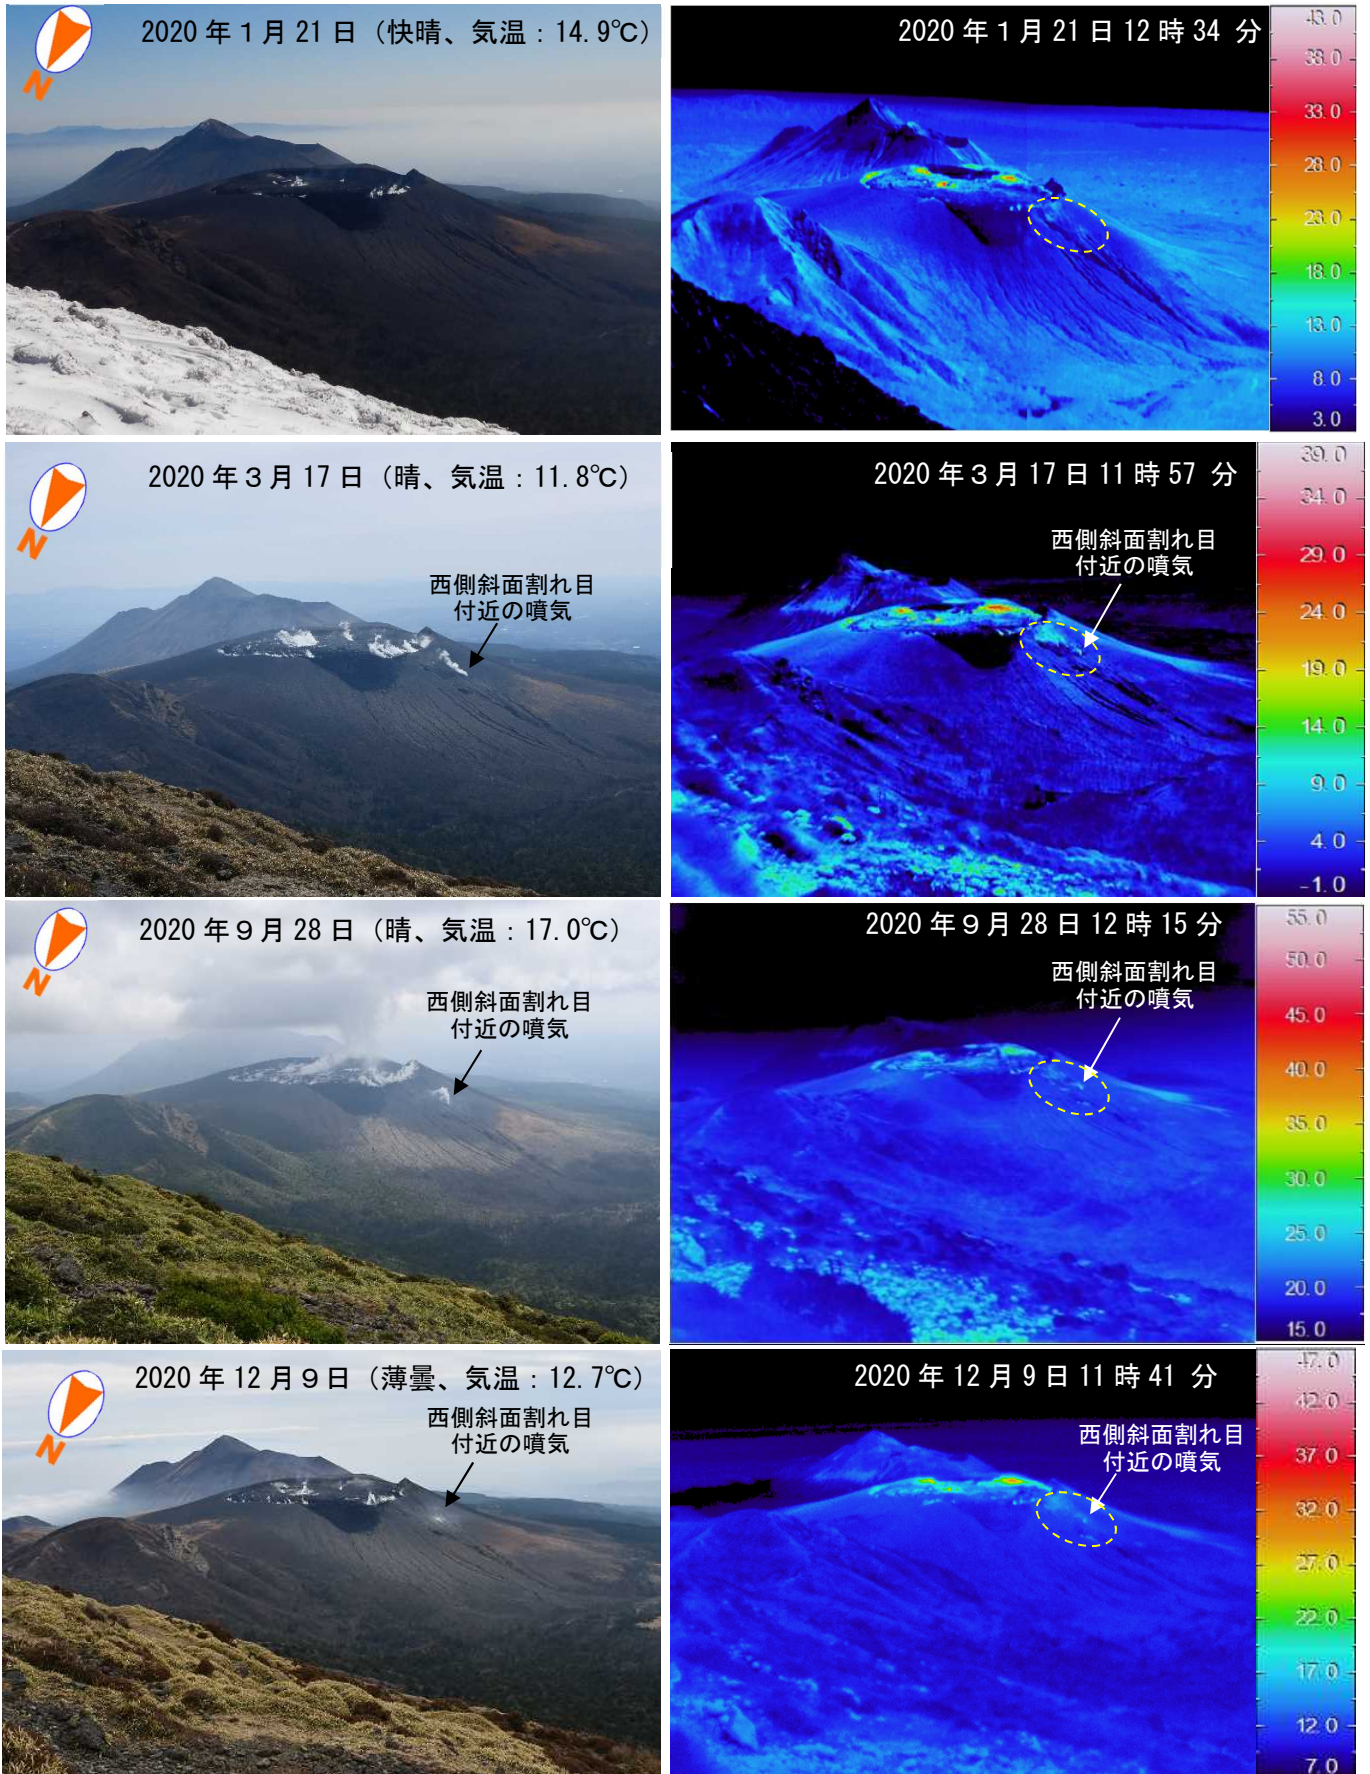 2020年1月21日（快晴、気温：14.9℃）
N
2020年1月21日12時34分
43.0
38.0
33.0
28.0
23.0
18.0
13.0
8.0
3.0
2020年3月17日（晴、気温：11.8℃）
N
西側斜面割れ目
付近の噴気
2020年3月17日11時57分
西側斜面割れ目
付近の噴気
39.0
34.0
29.0
24.0
19.0
14.0
9.0
4.0
-1.0
2020年9月28日（晴、気温：17.0℃）
N
西側斜面割れ目
付近の噴気
2020年9月28日12時15分
西側斜面割れ目
付近の噴気
55.0
50.0
45.0
40.0
35.0
30.0
25.0
20.0
15.0
2020年12月9日（薄曇、気温：12.7℃）
N
西側斜面割れ目
付近の噴気
2020年12月9日11時41分
西側斜面割れ目
付近の噴気
47.0
42.0
37.0
32.0
27.0
22.0
17.0
12.0
7.0